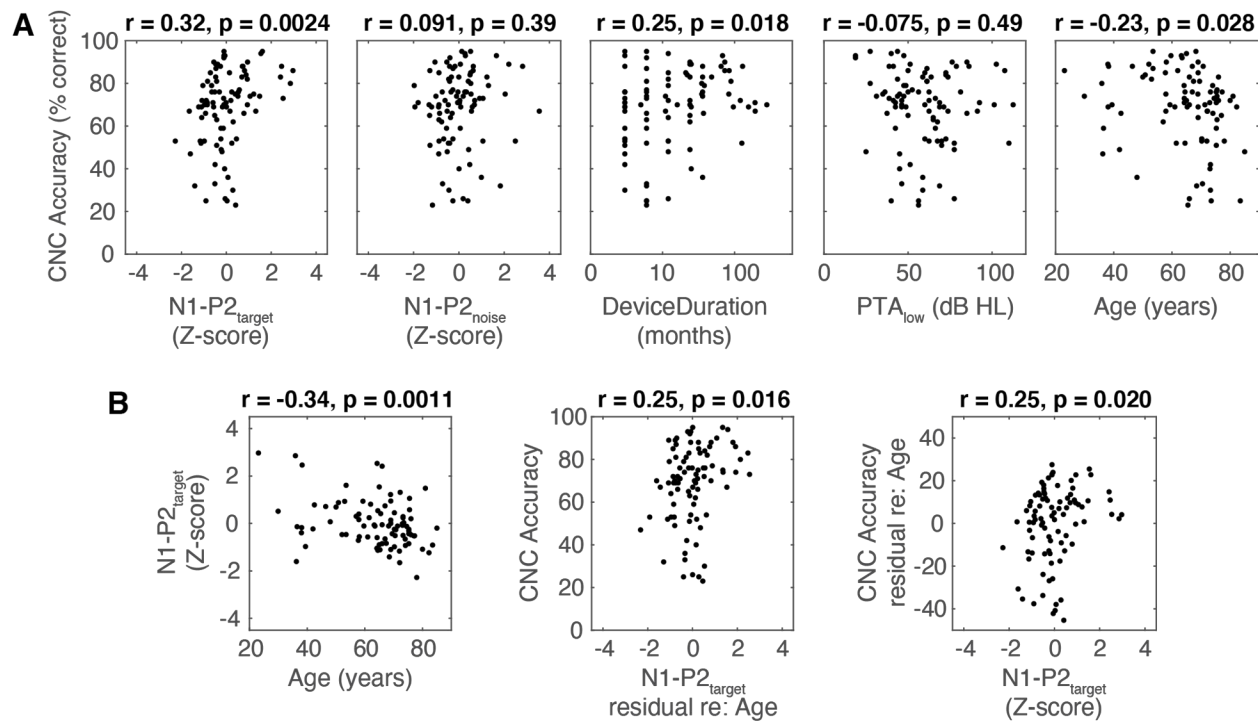 A
r = 0.32, p = 0.0024
r = 0.091, p = 0.39
r = 0.25, p = 0.018
r = -0.075, p = 0.49
r = -0.23, p = 0.028
CNC Accuracy (% correct)
100
80
60
40
20
0
-4 -2 0 2 4
-4 -2 0 2 4
0 10 100
0 50 100
20 40 60 80
N1-P2target
(Z-score)
N1-P2noise
(Z-score)
DeviceDuration
(months)
PTAlow (dB HL)
Age (years)
B
r = -0.34, p = 0.0011
N1-P2target
(Z-score)
4
2
0
-2
-4
20 40 60 80
Age (years)
r = 0.25, p = 0.016
CNC Accuracy
100
80
60
40
20
0
-4 -2 0 2 4
N1-P2target
residual re: Age
r = 0.25, p = 0.020
CNC Accuracy
residual re: Age
40
20
0
-20
-40
-4 -2 0 2 4
N1-P2target
(Z-score)